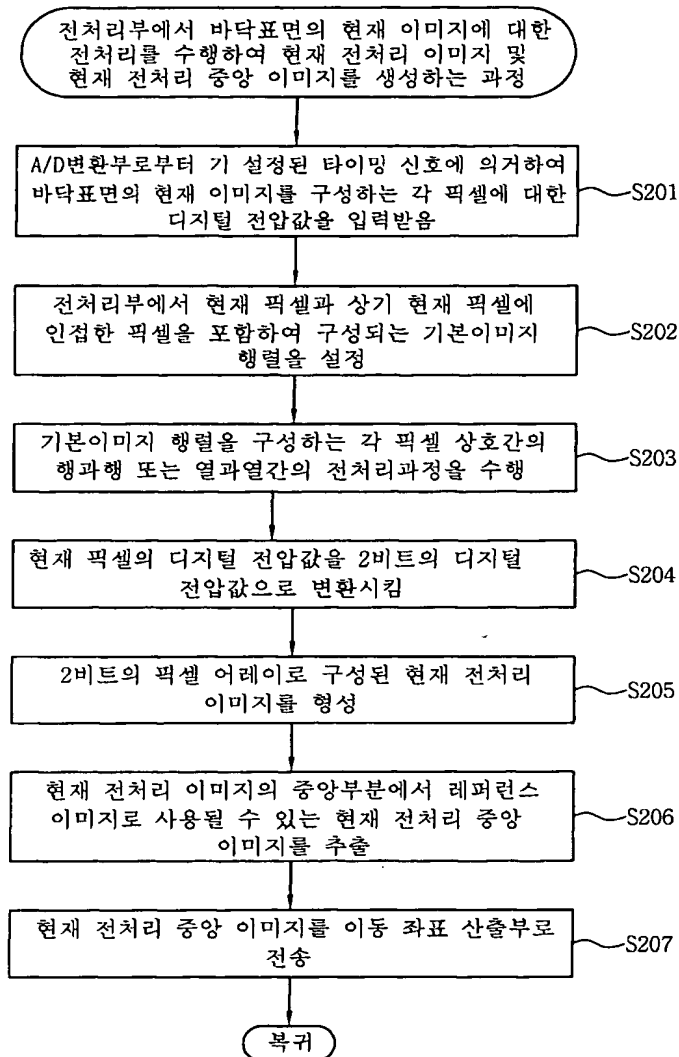 전처리부에서 바닥표면의 현재 이미지에 대한
전처리를 수행하여 현재 전처리 이미지 및
현재 전처리 중앙 이미지를 생성하는 과정
A/D변환부로부터 기 설정된 타이밍 신호에 의거하여
바닥표면의 현재 이미지를 구성하는 각 픽셀에 대한
디지털 전압값을 입력받음
S201
전처리부에서 현재 픽셀과 상기 현재 픽셀에
인접한 픽셀을 포함하여 구성되는 기본이미지
행렬을 설정
S202
기본이미지 행렬을 구성하는 각 픽셀 상호간의
행과행 또는 열과열간의 전처리과정을 수행
S203
현재 픽셀의 디지털 전압값을 2비트의 디지털
전압값으로 변환시킴
S204
2비트의 픽셀 어레이로 구성된 현재 전처리
이미지를 형성
S205
현재 전처리 이미지의 중앙부분에서 레퍼런스
이미지로 사용될 수 있는 현재 전처리 중앙
이미지를 추출
S206
현재 전처리 중앙 이미지를 이동 좌표 산출부로
전송
S207
복귀